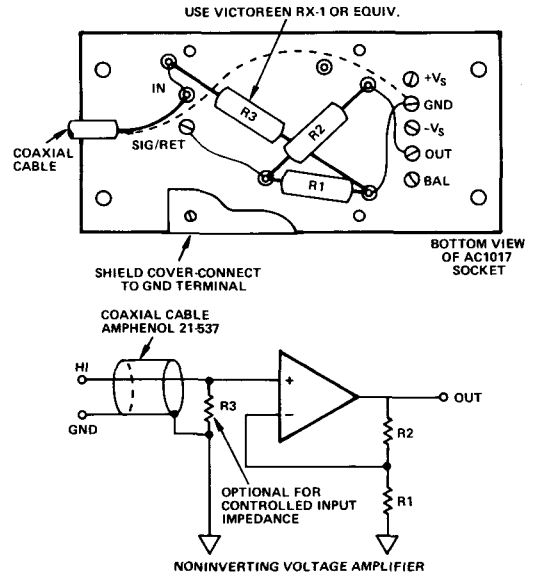 USE VICTOREEN RX-1 OR EQUIV.
IN
+VS
GND
-VS
OUT
BAL
R3
R2
R1
SIG/RET
COAXIAL
CABLE
BOTTOM VIEW
OF AC1017
SOCKET
SHIELD COVER-CONNECT
TO GND TERMINAL
COAXIAL CABLE
AMPHENOL 21-537
HI
GND
R3
+
-
OUT
R2
R1
OPTIONAL FOR
CONTROLLED INPUT
IMPEDANCE
NONINVERTING VOLTAGE AMPLIFIER